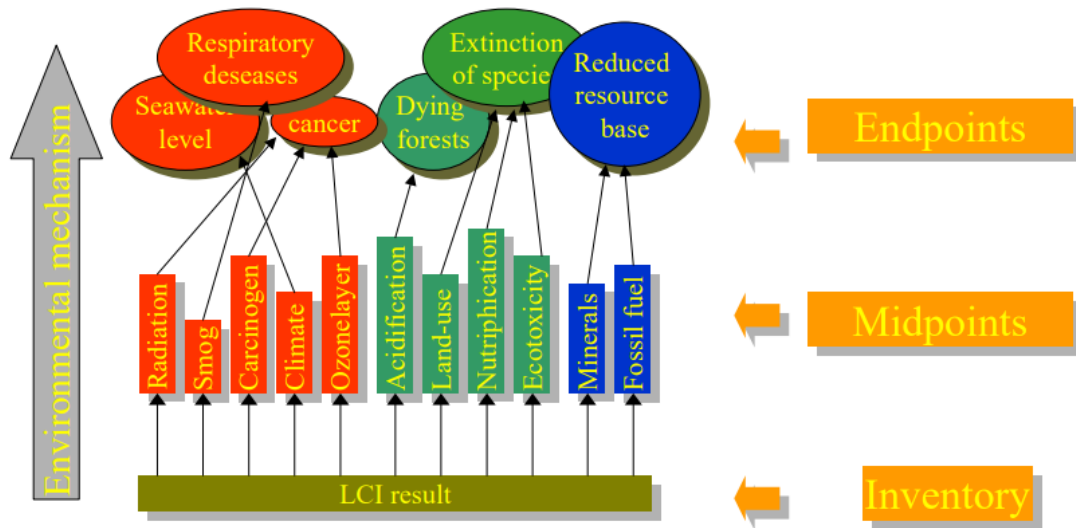 Respiratory
deseases
Extinction
of specie
Reduced
resource
base
Seawater
level
cancer
Dying
forests
Endpoints
Environmental mechanism
Radiation
Smog
Carcinogen
Climate
Ozonelayer
Acidification
Land-use
Nutriphication
Ecotoxicity
Minerals
Fossil fuel
Midpoints
LCI result
Inventory